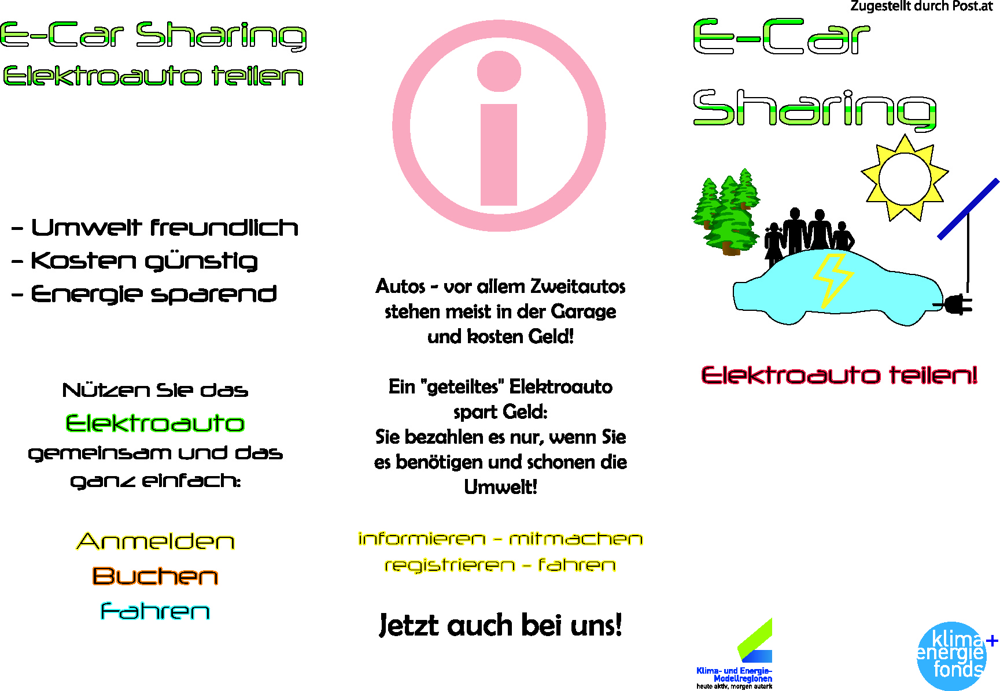 E-Car Sharing
Elektroauto teilen
- Umwelt freundlich
- Kosten günstig
- Energie sparend
Nützen Sie das
Elektroauto
gemeinsam und das
ganz einfach:
Anmelden
Buchen
Fahren
Autos - vor allem Zweitautos
stehen meist in der Garage
und kosten Geld!
Ein "geteiltes" Elektroauto
spart Geld:
Sie bezahlen es nur, wenn Sie
es benötigen und schonen die
Umwelt!
informieren - mitmachen
registrieren - fahren
Jetzt auch bei uns!
Zugestellt durch Post.at
E-Car
Sharing
Elektroauto teilen!
Klima- und Energie-
Modellregionen
heute aktiv, morgen autark
klima+
energie
fonds